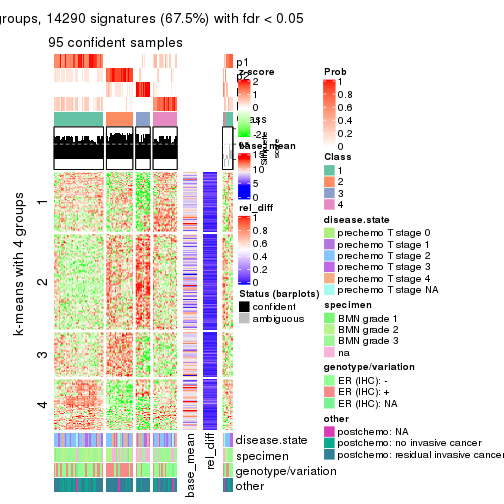 groups, 14290 signatures (67.5%) with fdr < 0.05
95 confident samples
p1
p2
z-score
2
1
0
-1
-2
Silhouette
score
base_mean
15
10
5
0
rel_diff
1
0.8
0.6
0.4
0.2
0
Status (barplots)
confident
ambiguous
k-means with 4 groups
1
2
3
4
base_mean
rel_diff
disease.state
specimen
genotype/variation
other
Prob
1
0.8
0.6
0.4
0.2
0
Class
1
2
3
4
disease.state
prechemo T stage 0
prechemo T stage 1
prechemo T stage 2
prechemo T stage 3
prechemo T stage 4
prechemo T stage NA
specimen
BMN grade 1
BMN grade 2
BMN grade 3
na
genotype/variation
ER (IHC): -
ER (IHC): +
ER (IHC): NA
other
postchemo: NA
postchemo: no invasive cancer
postchemo: residual invasive cancer